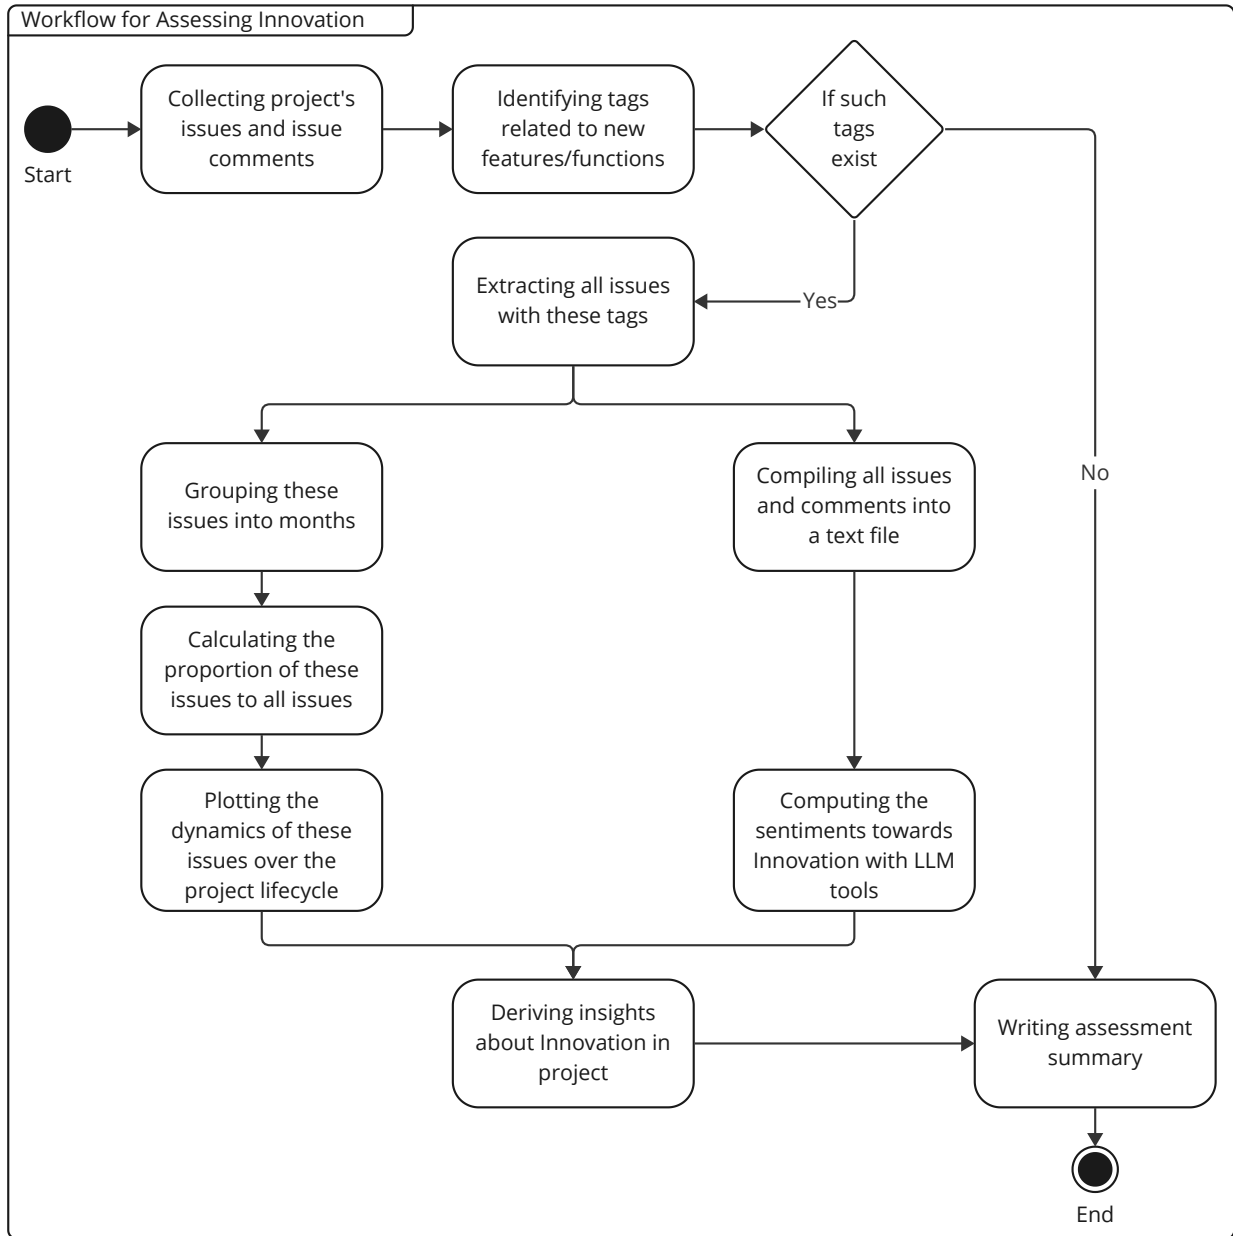 Workflow for Assessing Innovation
Start
Collecting project's
issues and issue
comments
Identifying tags
related to new
features/functions
If such
tags
exist
Yes
No
Extracting all issues
with these tags
Grouping these
issues into months
Calculating the
proportion of these
issues to all issues
Plotting the
dynamics of these
issues over the
project lifecycle
Compiling all issues
and comments into
a text file
Computing the
sentiments towards
Innovation with LLM
tools
Deriving insights
about Innovation in
project
Writing assessment
summary
End